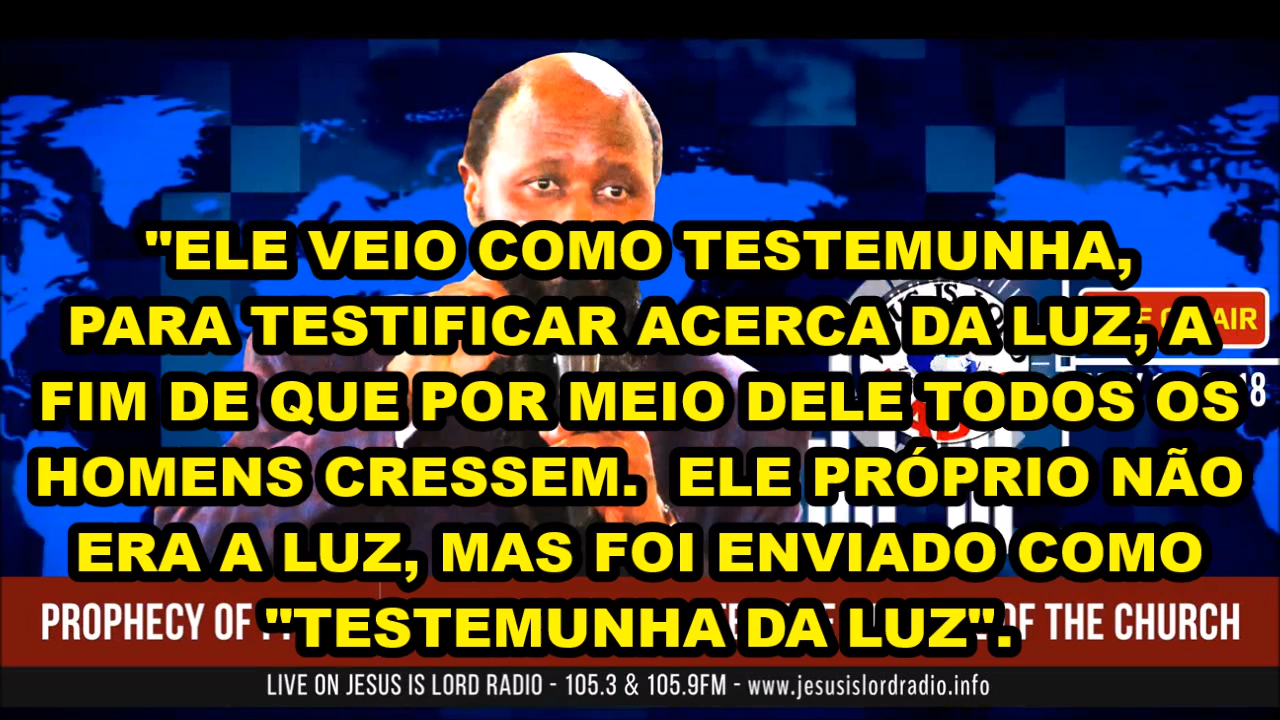 "ELE VEIO COMO TESTEMUNHA,
PARA TESTIFICAR ACERCA DA LUZ, A
FIM DE QUE POR MEIO DELE TODOS OS
HOMENS CRESSEM. ELE PRÓPRIO NÃO
ERA A LUZ, MAS FOI ENVIADO COMO
"TESTEMUNHA DA LUZ".
AIR
PROPHECY OF THE CHURCH
LIVE ON JESUS IS LORD RADIO - 105.3 & 105.9FM - www.jesusislordradio.info